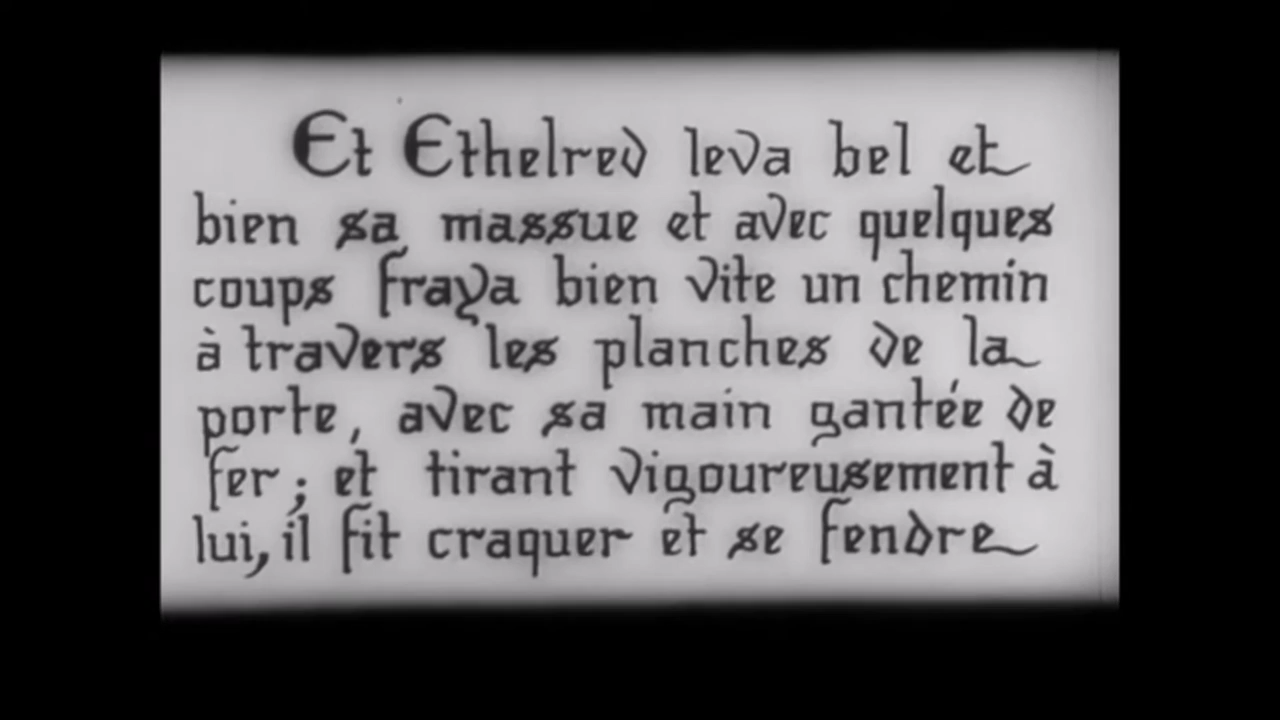 Et Ethelred leva bel et
bien sa massue et avec quelques
coups fraya bien vite un chemin
à travers les planches de la
porte, avec sa main gantée de
fer; et tirant vigoureusement à
lui, il fit craquer et se fendre